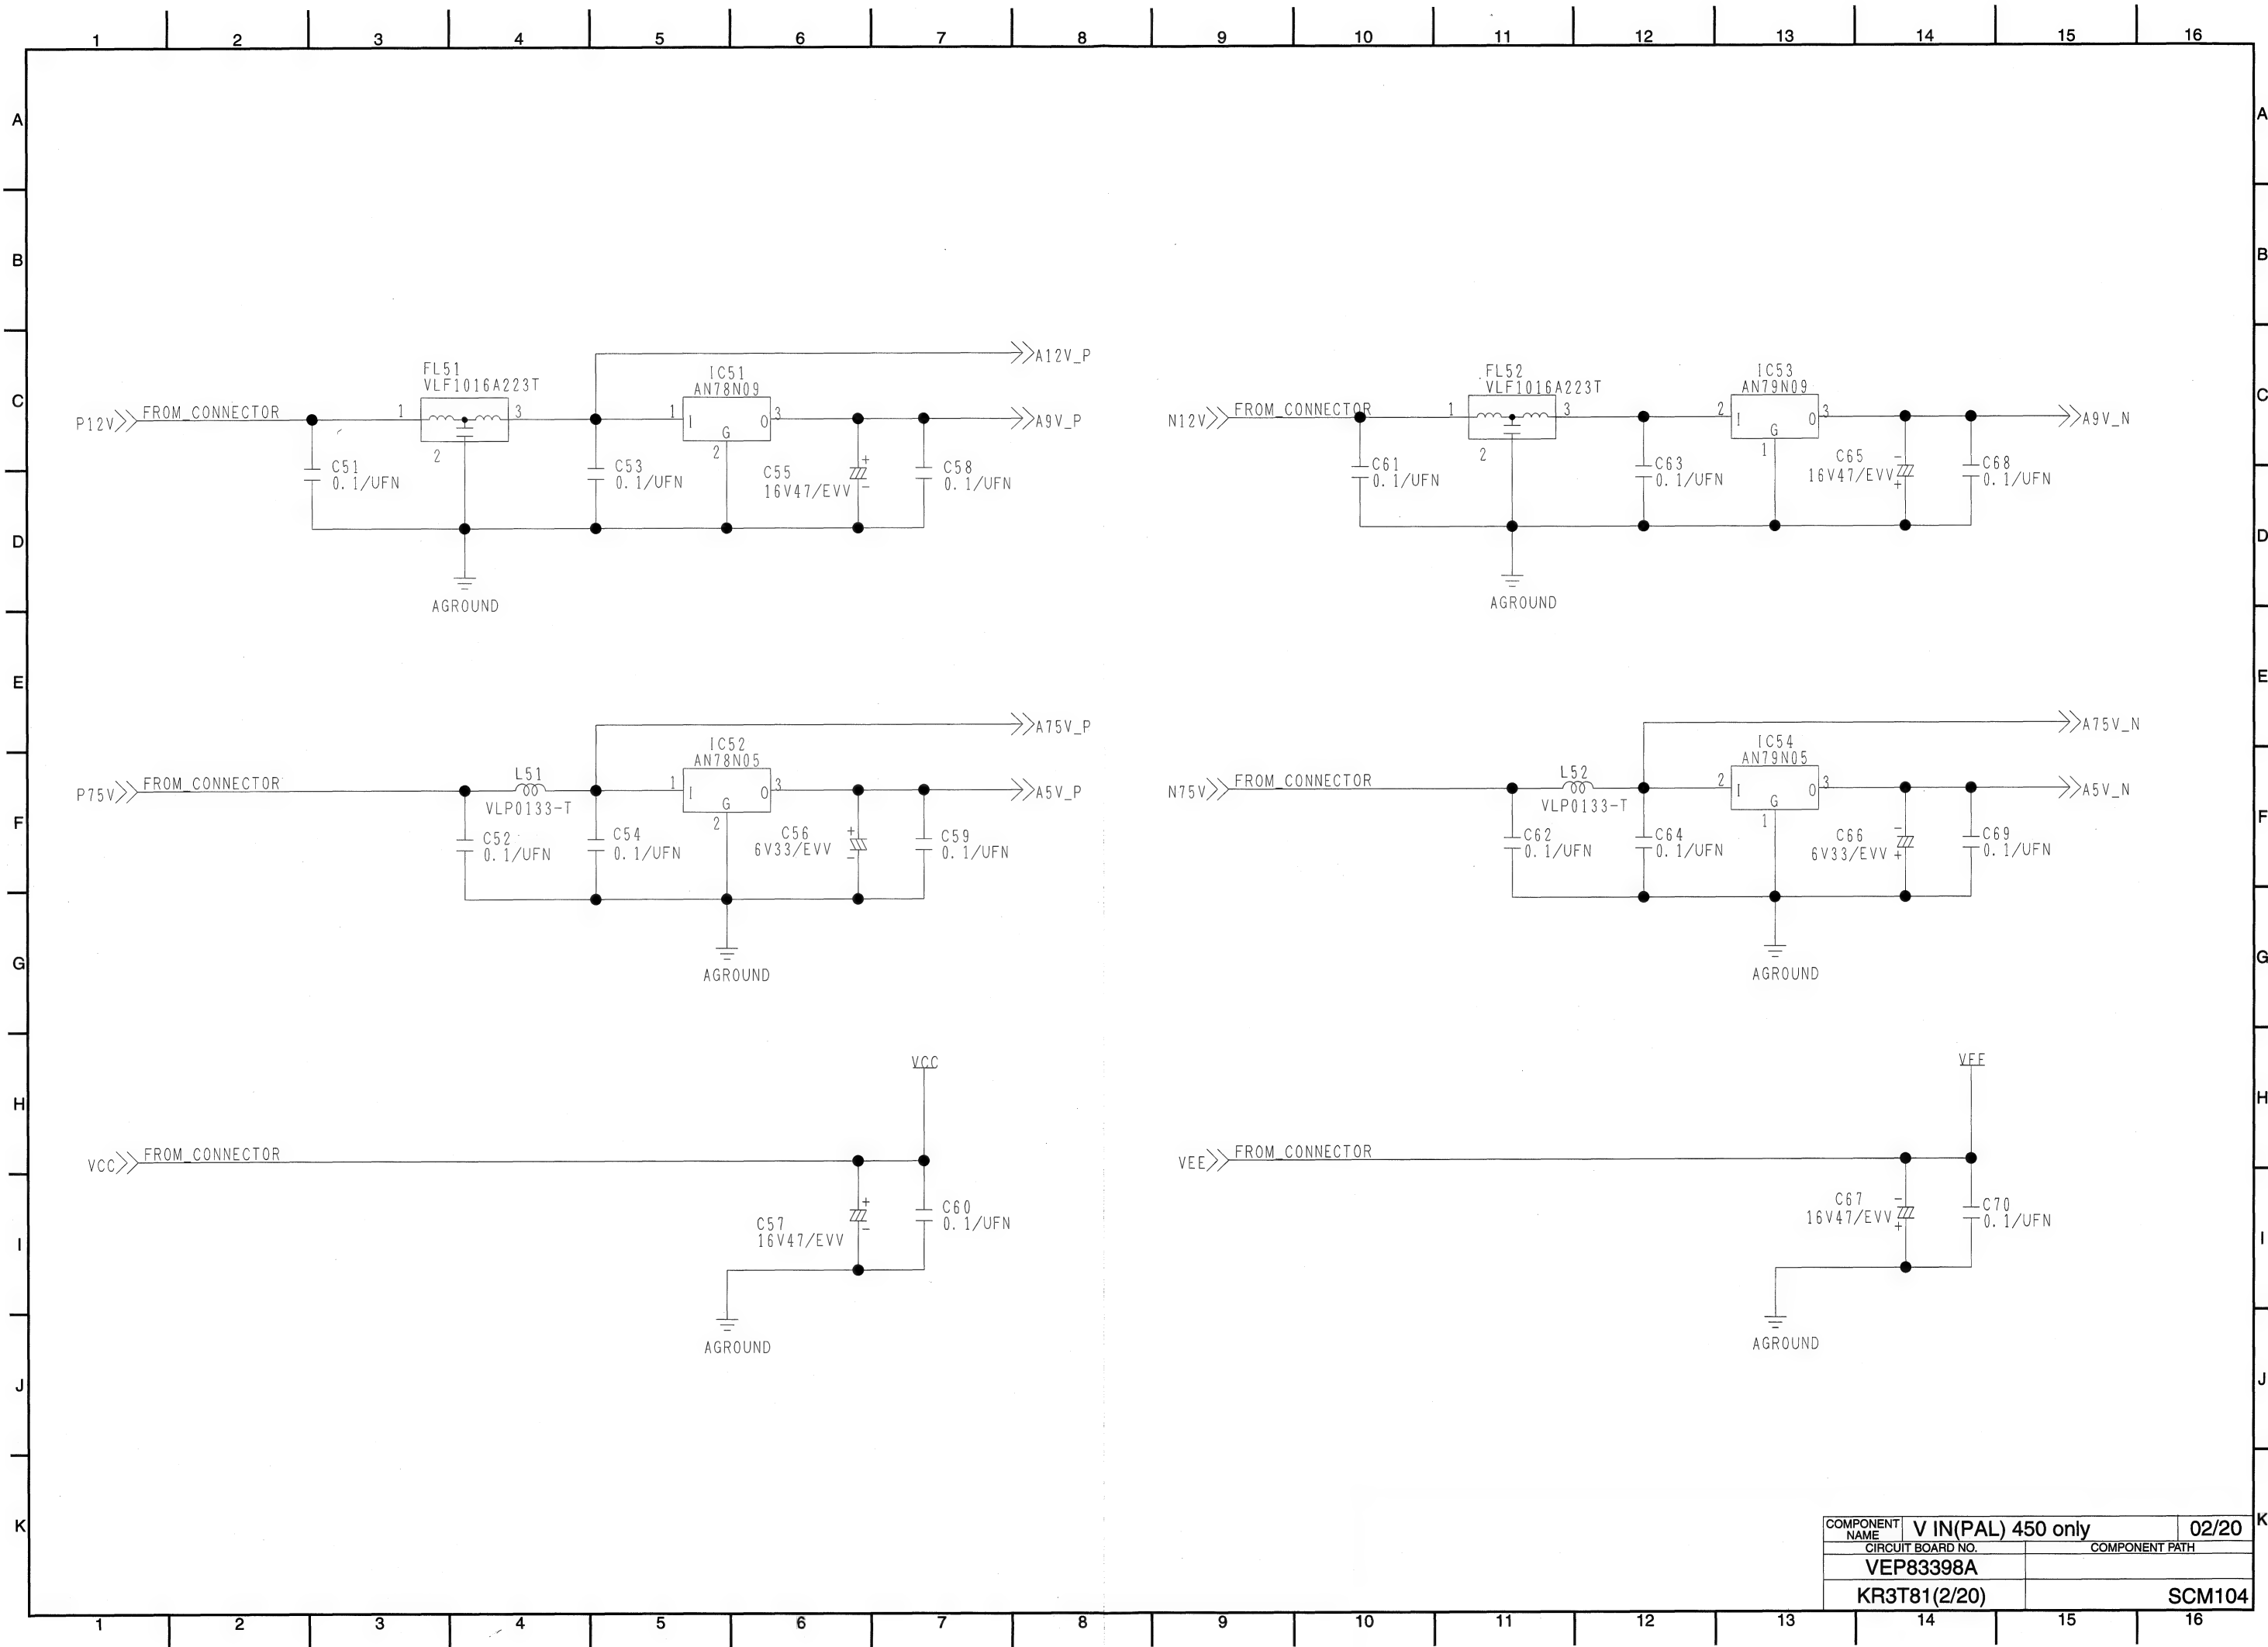 1 2 3 4 5 6 7 8 9 10 11 12 13 14 15 16
A A
B B
C C
D D
E E
F F
G G
H H
I I
J J
K K
A12V_P
FL51
VLF1016A223T
IC51
AN78N09
P12V FROM_CONNECTOR 1 3 1 I O 3 A9V_P
G
2 2
C51
0.1/UFN
C53
0.1/UFN
C55
16V47/EVV
+
-
C58
0.1/UFN
AGROUND
FL52
VLF1016A223T
IC53
AN79N09
N12V FROM_CONNECTOR 1 3 2 I O 3 A9V_N
G
2 1
C61
0.1/UFN
C63
0.1/UFN
C65
16V47/EVV
-
+
C68
0.1/UFN
AGROUND
A75V_P
IC52
AN78N05
P75V FROM_CONNECTOR L51 1 I O 3 A5V_P
VLP0133-T
G
2
C52
0.1/UFN
C54
0.1/UFN
C56
6V33/EVV
+
-
C59
0.1/UFN
AGROUND
A75V_N
IC54
AN79N05
N75V FROM_CONNECTOR L52 2 I O 3 A5V_N
VLP0133-T
G
1
C62
0.1/UFN
C64
0.1/UFN
C66
6V33/EVV
-
+
C69
0.1/UFN
AGROUND
VCC
VCC FROM_CONNECTOR
C57
16V47/EVV
+
-
C60
0.1/UFN
AGROUND
VEE
VEE FROM_CONNECTOR
C67
16V47/EVV
-
+
C70
0.1/UFN
AGROUND
COMPONENT NAME V IN(PAL) 450 only 02/20
CIRCUIT BOARD NO. COMPONENT PATH
VEP83398A
KR3T81(2/20) SCM104
1 2 3 4 5 6 7 8 9 10 11 12 13 14 15 16